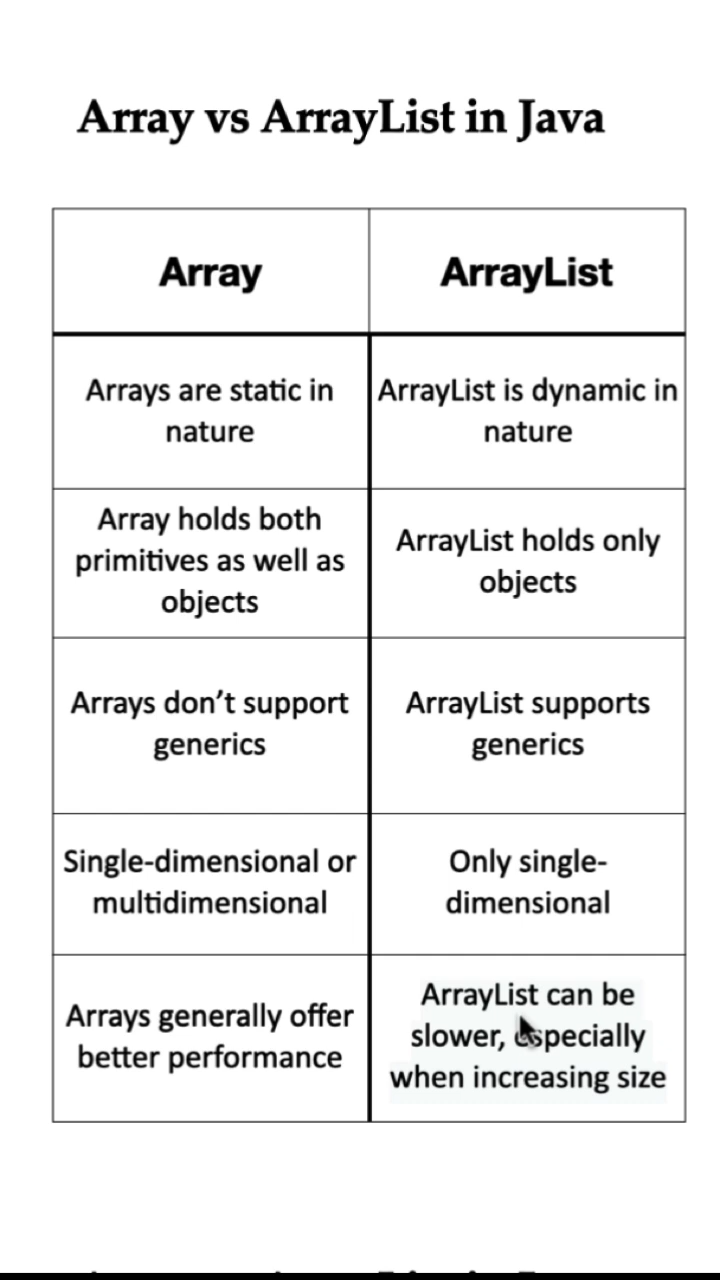 Array vs ArrayList in Java
Array
ArrayList
Arrays are static in
nature
ArrayList is dynamic in
nature
Array holds both
primitives as well as
objects
ArrayList holds only
objects
Arrays don’t support
generics
ArrayList supports
generics
Single-dimensional or
multidimensional
Only single-
dimensional
Arrays generally offer
better performance
ArrayList can be
slower, especially
when increasing size